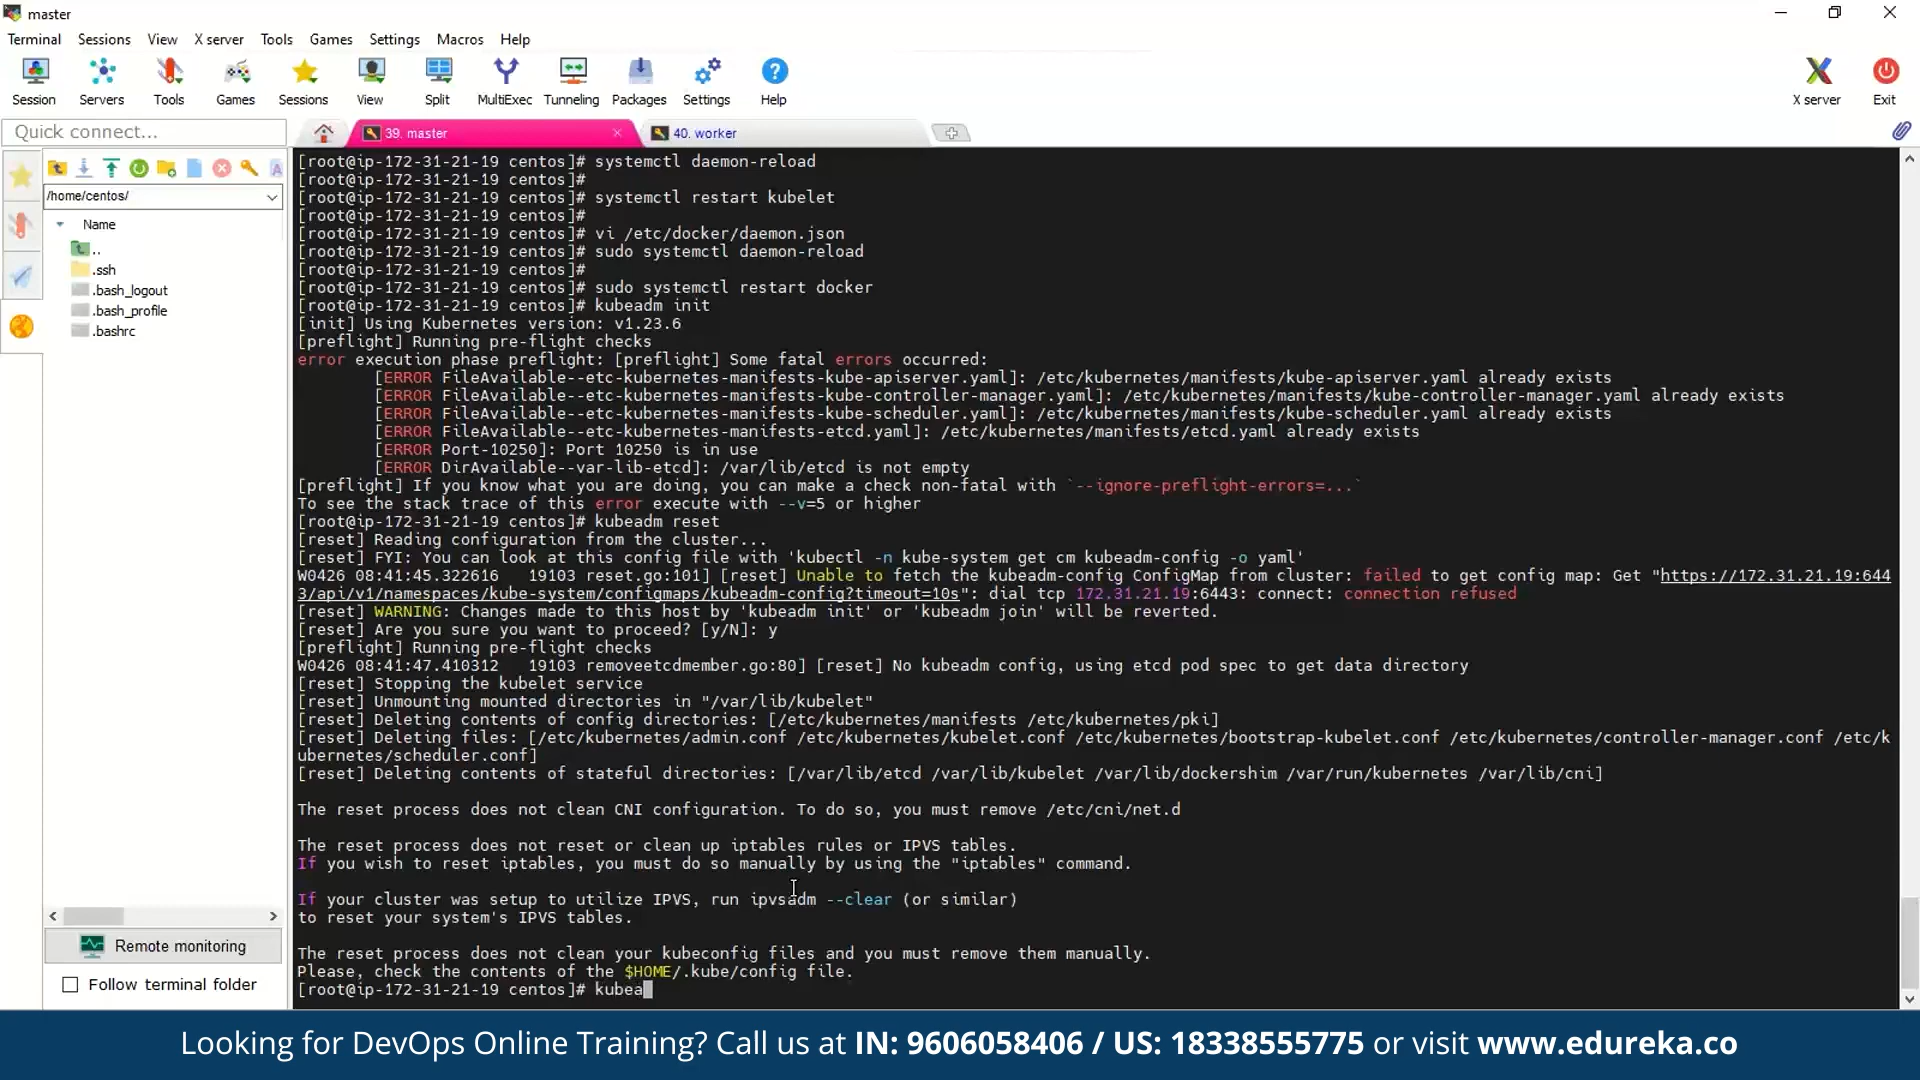 master
Terminal Sessions View X server Tools Games Settings Macros Help
Session Servers Tools Games Sessions View Split MultiExec Tunneling Packages Settings Help X server Exit
Quick connect...
39. master
40. worker
/home/centos/
Name
..
.ssh
.bash_logout
.bash_profile
.bashrc
Remote monitoring
Follow terminal folder
[root@ip-172-31-21-19 centos]# systemctl daemon-reload
[root@ip-172-31-21-19 centos]#
[root@ip-172-31-21-19 centos]# systemctl restart kubelet
[root@ip-172-31-21-19 centos]#
[root@ip-172-31-21-19 centos]# vi /etc/docker/daemon.json
[root@ip-172-31-21-19 centos]# sudo systemctl daemon-reload
[root@ip-172-31-21-19 centos]#
[root@ip-172-31-21-19 centos]# sudo systemctl restart docker
[root@ip-172-31-21-19 centos]# kubeadm init
[init] Using Kubernetes version: v1.23.6
[preflight] Running pre-flight checks
error execution phase preflight: [preflight] Some fatal errors occurred:
[ERROR FileAvailable--etc-kubernetes-manifests-kube-apiserver.yaml]: /etc/kubernetes/manifests/kube-apiserver.yaml already exists
[ERROR FileAvailable--etc-kubernetes-manifests-kube-controller-manager.yaml]: /etc/kubernetes/manifests/kube-controller-manager.yaml already exists
[ERROR FileAvailable--etc-kubernetes-manifests-kube-scheduler.yaml]: /etc/kubernetes/manifests/kube-scheduler.yaml already exists
[ERROR FileAvailable--etc-kubernetes-manifests-etcd.yaml]: /etc/kubernetes/manifests/etcd.yaml already exists
[ERROR Port-10250]: Port 10250 is in use
[ERROR DirAvailable--var-lib-etcd]: /var/lib/etcd is not empty
[preflight] If you know what you are doing, you can make a check non-fatal with `--ignore-preflight-errors=...`
To see the stack trace of this error execute with --v=5 or higher
[root@ip-172-31-21-19 centos]# kubeadm reset
[reset] Reading configuration from the cluster...
[reset] FYI: You can look at this config file with 'kubectl -n kube-system get cm kubeadm-config -o yaml'
W0426 08:41:45.322616   19103 reset.go:101] [reset] Unable to fetch the kubeadm-config ConfigMap from cluster: failed to get config map: Get "https://172.31.21.19:644
3/api/v1/namespaces/kube-system/configmaps/kubeadm-config?timeout=10s": dial tcp 172.31.21.19:6443: connect: connection refused
[reset] WARNING: Changes made to this host by 'kubeadm init' or 'kubeadm join' will be reverted.
[reset] Are you sure you want to proceed? [y/N]: y
[preflight] Running pre-flight checks
W0426 08:41:47.410312   19103 removeetcdmember.go:80] [reset] No kubeadm config, using etcd pod spec to get data directory
[reset] Stopping the kubelet service
[reset] Unmounting mounted directories in "/var/lib/kubelet"
[reset] Deleting contents of config directories: [/etc/kubernetes/manifests /etc/kubernetes/pki]
[reset] Deleting files: [/etc/kubernetes/admin.conf /etc/kubernetes/kubelet.conf /etc/kubernetes/bootstrap-kubelet.conf /etc/kubernetes/controller-manager.conf /etc/k
ubernetes/scheduler.conf]
[reset] Deleting contents of stateful directories: [/var/lib/etcd /var/lib/kubelet /var/lib/dockershim /var/run/kubernetes /var/lib/cni]
The reset process does not clean CNI configuration. To do so, you must remove /etc/cni/net.d
The reset process does not reset or clean up iptables rules or IPVS tables.
If you wish to reset iptables, you must do so manually by using the "iptables" command.
If your cluster was setup to utilize IPVS, run ipvsadm --clear (or similar)
to reset your system's IPVS tables.
The reset process does not clean your kubeconfig files and you must remove them manually.
Please, check the contents of the $HOME/.kube/config file.
[root@ip-172-31-21-19 centos]# kubea
Looking for DevOps Online Training? Call us at IN: 9606058406 / US: 18338555775 or visit www.edureka.co